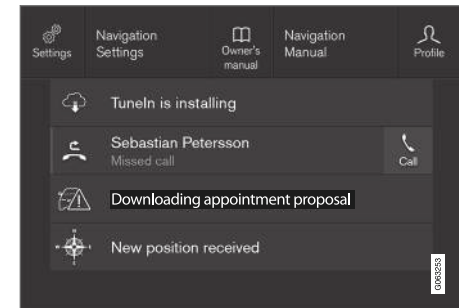 Settings
Navigation
Settings
Owner's
manual
Navigation
Manual
Profile
TuneIn is installing
Sebastian Petersson
Missed call
Call
Downloading appointment proposal
New position received
G063253